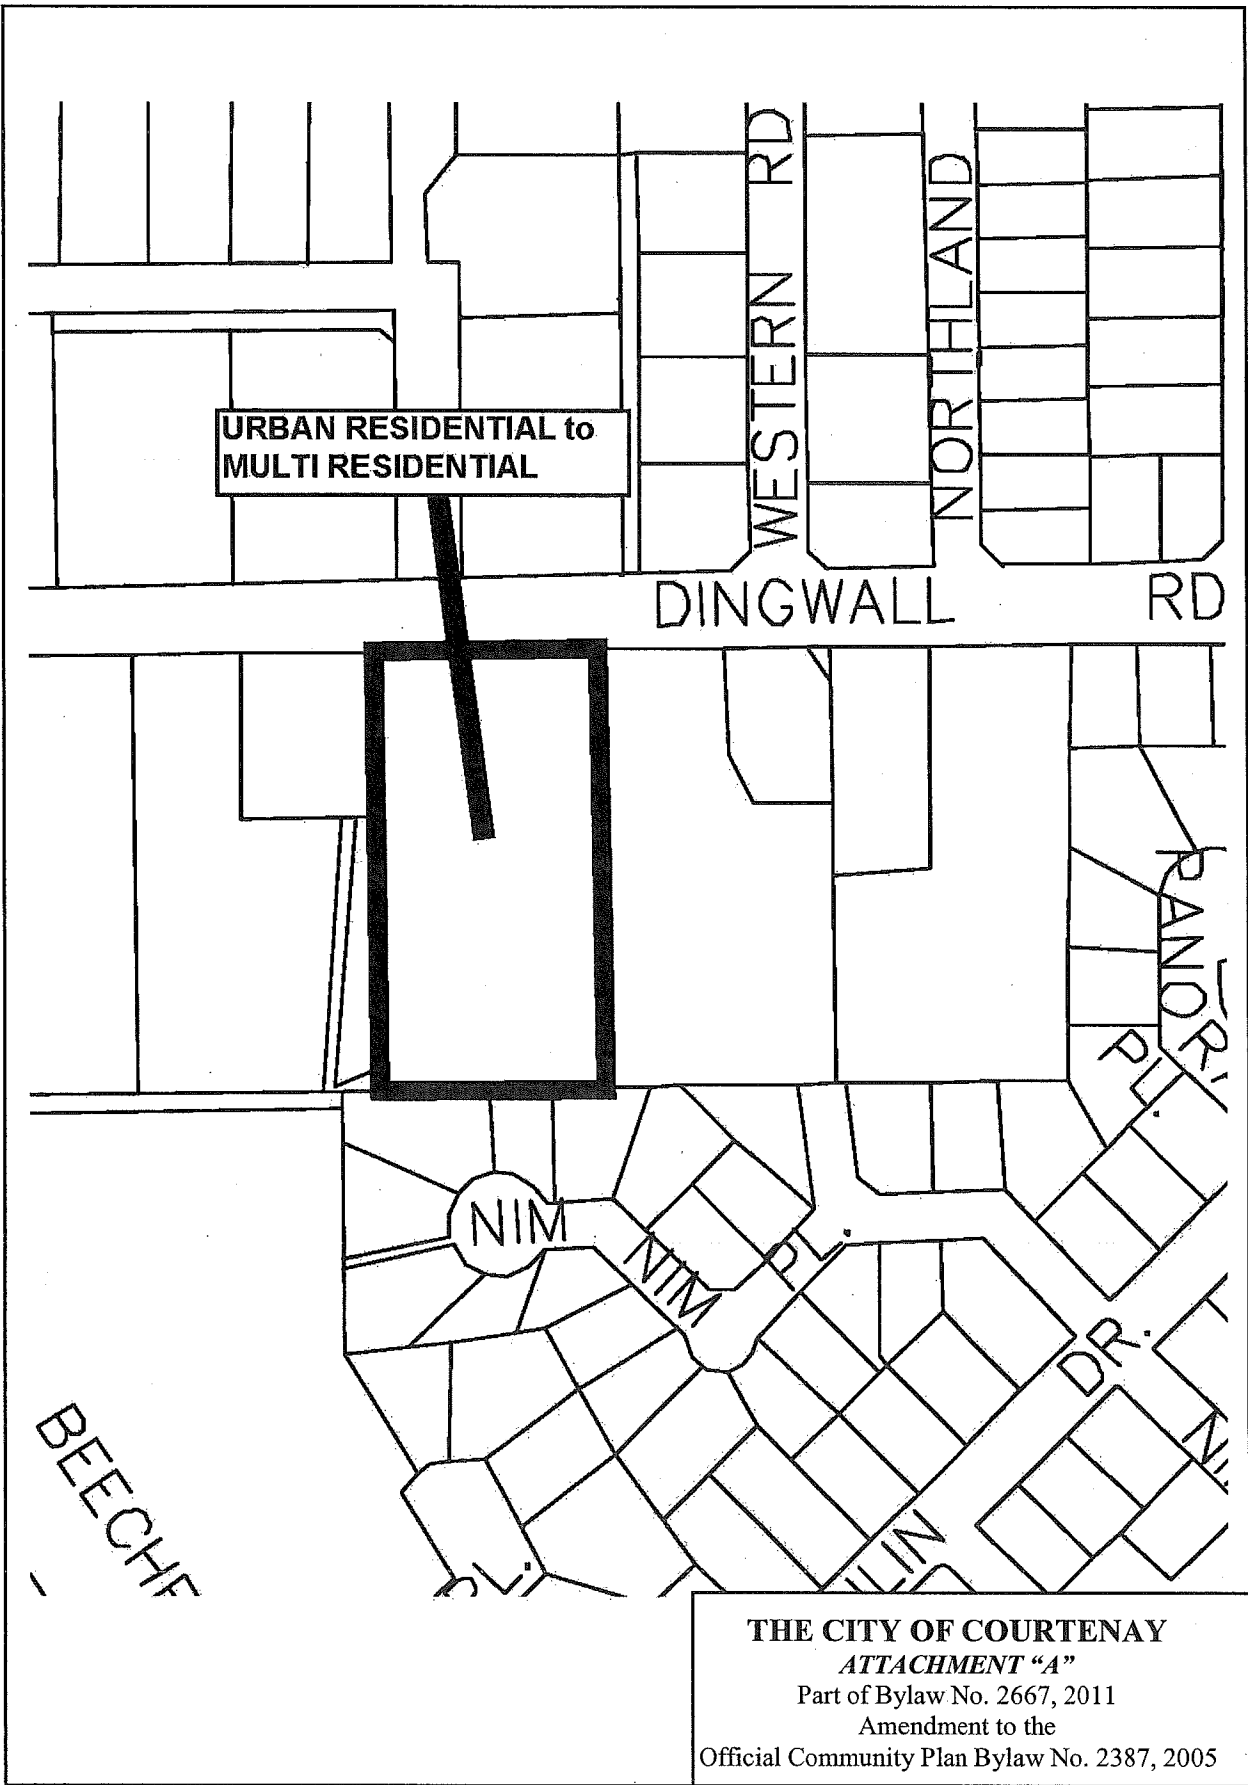 WESTERN RD
NORTHLAND
URBAN RESIDENTIAL to
MULTI RESIDENTIAL
DINGWALL RD
PL.
NIM
NIM PL.
DR.
THE CITY OF COURTENAY
ATTACHMENT “A”
Part of Bylaw No. 2667, 2011
Amendment to the
Official Community Plan Bylaw No. 2387, 2005